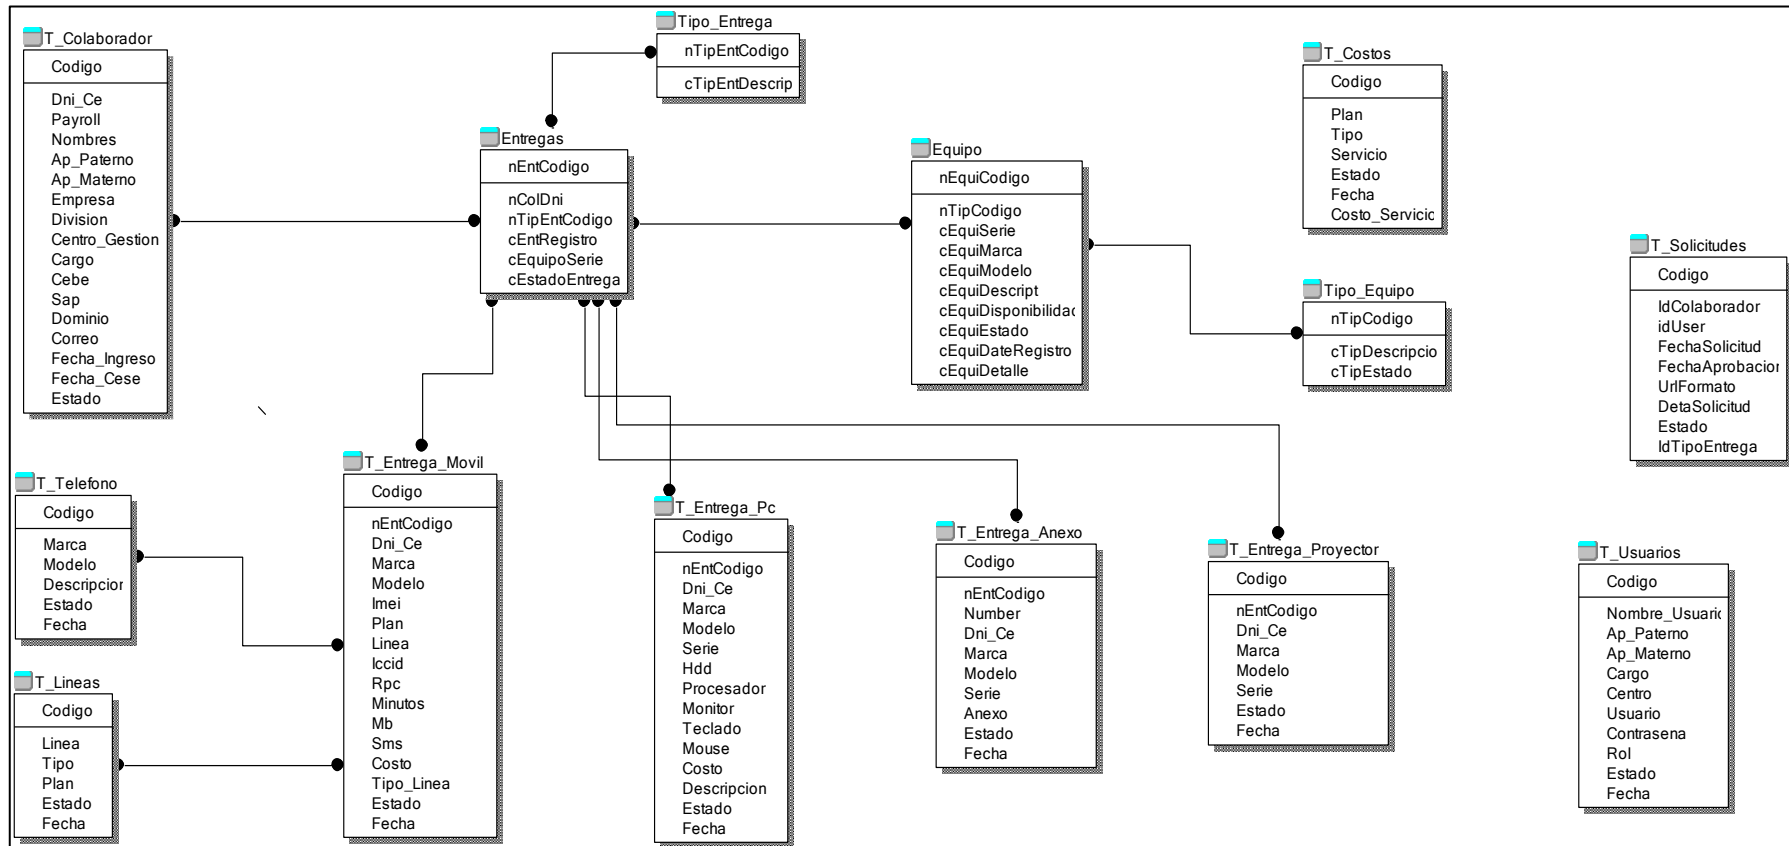 T_Colaborador
Codigo
Dni_Ce
Payroll
Nombres
Ap_Paterno
Ap_Materno
Empresa
Division
Centro_Gestion
Cargo
Cebe
Sap
Dominio
Correo
Fecha_Ingreso
Fecha_Cese
Estado
Tipo_Entrega
nTipEntCodigo
cTipEntDescrip
Entregas
nEntCodigo
nColDni
nTipEntCodigo
cEntRegistro
cEquipoSerie
cEstadoEntrega
Equipo
nEquiCodigo
nTipCodigo
cEquiSerie
cEquiMarca
cEquiModelo
cEquiDescript
cEquiDisponibilidac
cEquiEstado
cEquiDateRegistro
cEquiDetalle
T_Costos
Codigo
Plan
Tipo
Servicio
Estado
Fecha
Costo_Servicic
Tipo_Equipo
nTipCodigo
cTipDescripcio
cTipEstado
T_Solicitudes
Codigo
IdColaborador
idUser
FechaSolicitud
FechaAprobacior
UrlFormato
DetaSolicitud
Estado
IdTipoEntrega
T_Telefono
Codigo
Marca
Modelo
Descripcior
Estado
Fecha
T_Lineas
Codigo
Linea
Tipo
Plan
Estado
Fecha
T_Entrega_Movil
Codigo
nEntCodigo
Dni_Ce
Marca
Modelo
Imei
Plan
Linea
Iccid
Rpc
Minutos
Mb
Sms
Costo
Tipo_Linea
Estado
Fecha
T_Entrega_Pc
Codigo
nEntCodigo
Dni_Ce
Marca
Modelo
Serie
Hdd
Procesador
Monitor
Teclado
Mouse
Costo
Descripcion
Estado
Fecha
T_Entrega_Anexo
Codigo
nEntCodigo
Number
Dni_Ce
Marca
Modelo
Serie
Anexo
Estado
Fecha
T_Entrega_Proyector
Codigo
nEntCodigo
Dni_Ce
Marca
Modelo
Serie
Estado
Fecha
T_Usuarios
Codigo
Nombre_Usuaric
Ap_Paterno
Ap_Materno
Cargo
Centro
Usuario
Contrasena
Rol
Estado
Fecha